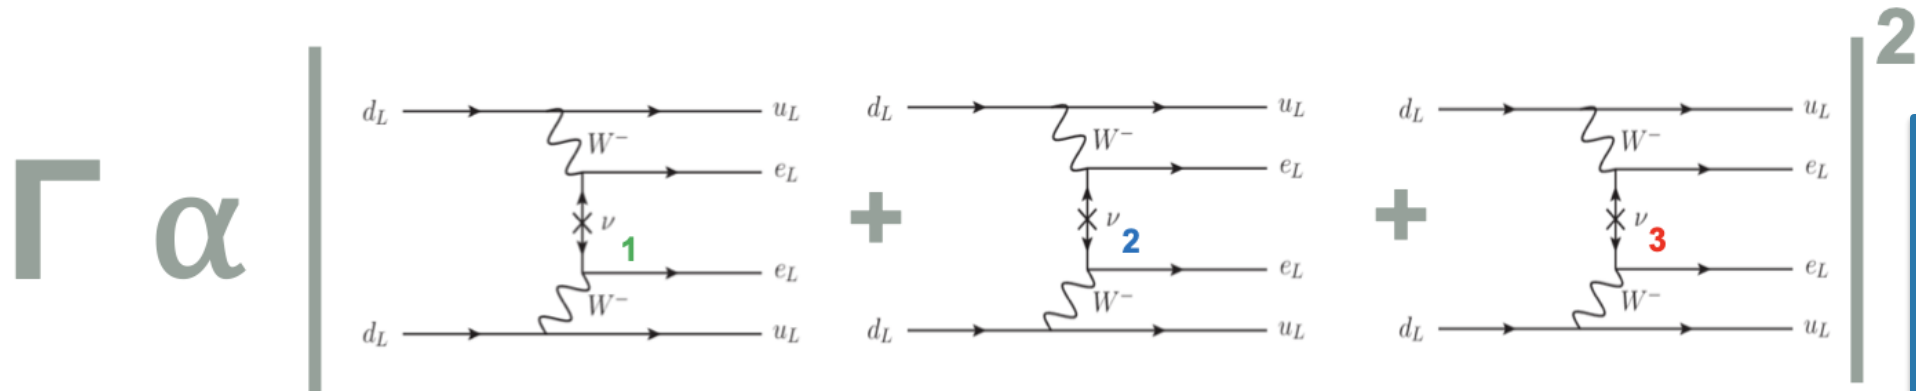 2
d_L u_L d_L u_L d_L u_L
W⁻ W⁻ W⁻
e_L e_L e_L
Γ α | ν 1 + ν 2 + ν 3 |
e_L e_L e_L
W⁻ W⁻ W⁻
d_L u_L d_L u_L d_L u_L